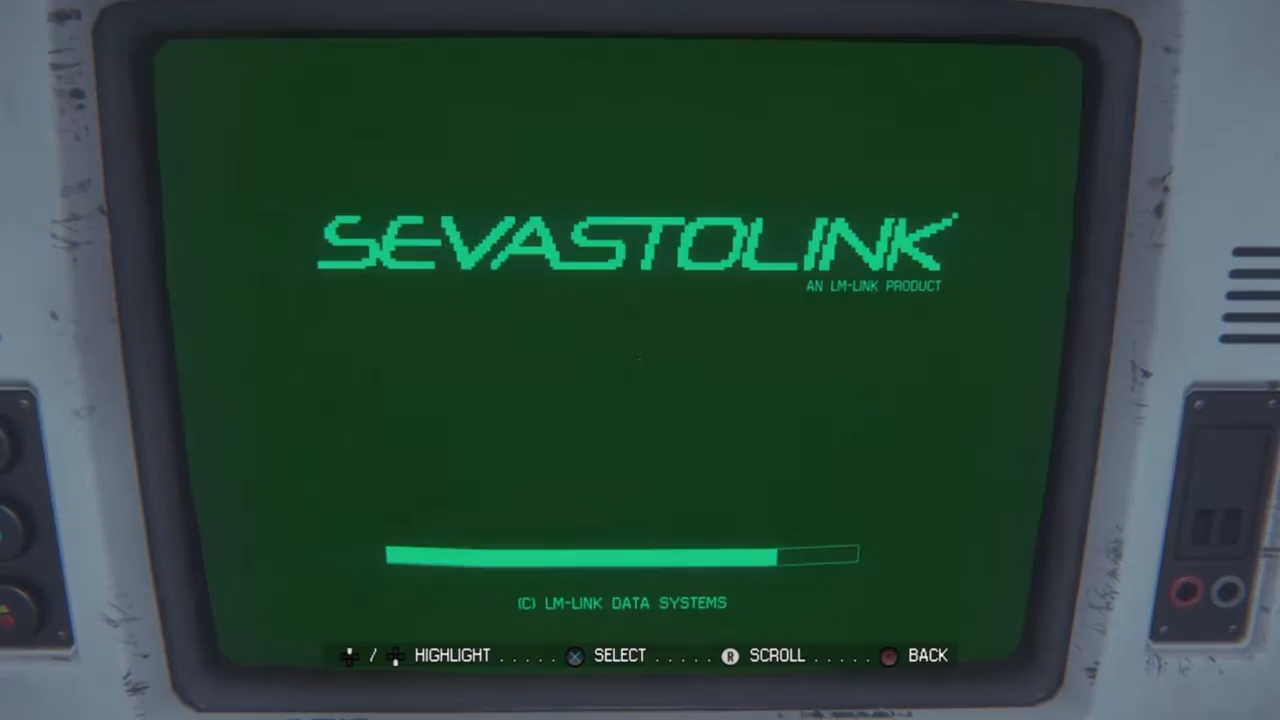 SEVASTOLINK
AN LM-LINK PRODUCT
(C) LM-LINK DATA SYSTEMS
/ HIGHLIGHT ..... SELECT ..... R SCROLL ..... BACK